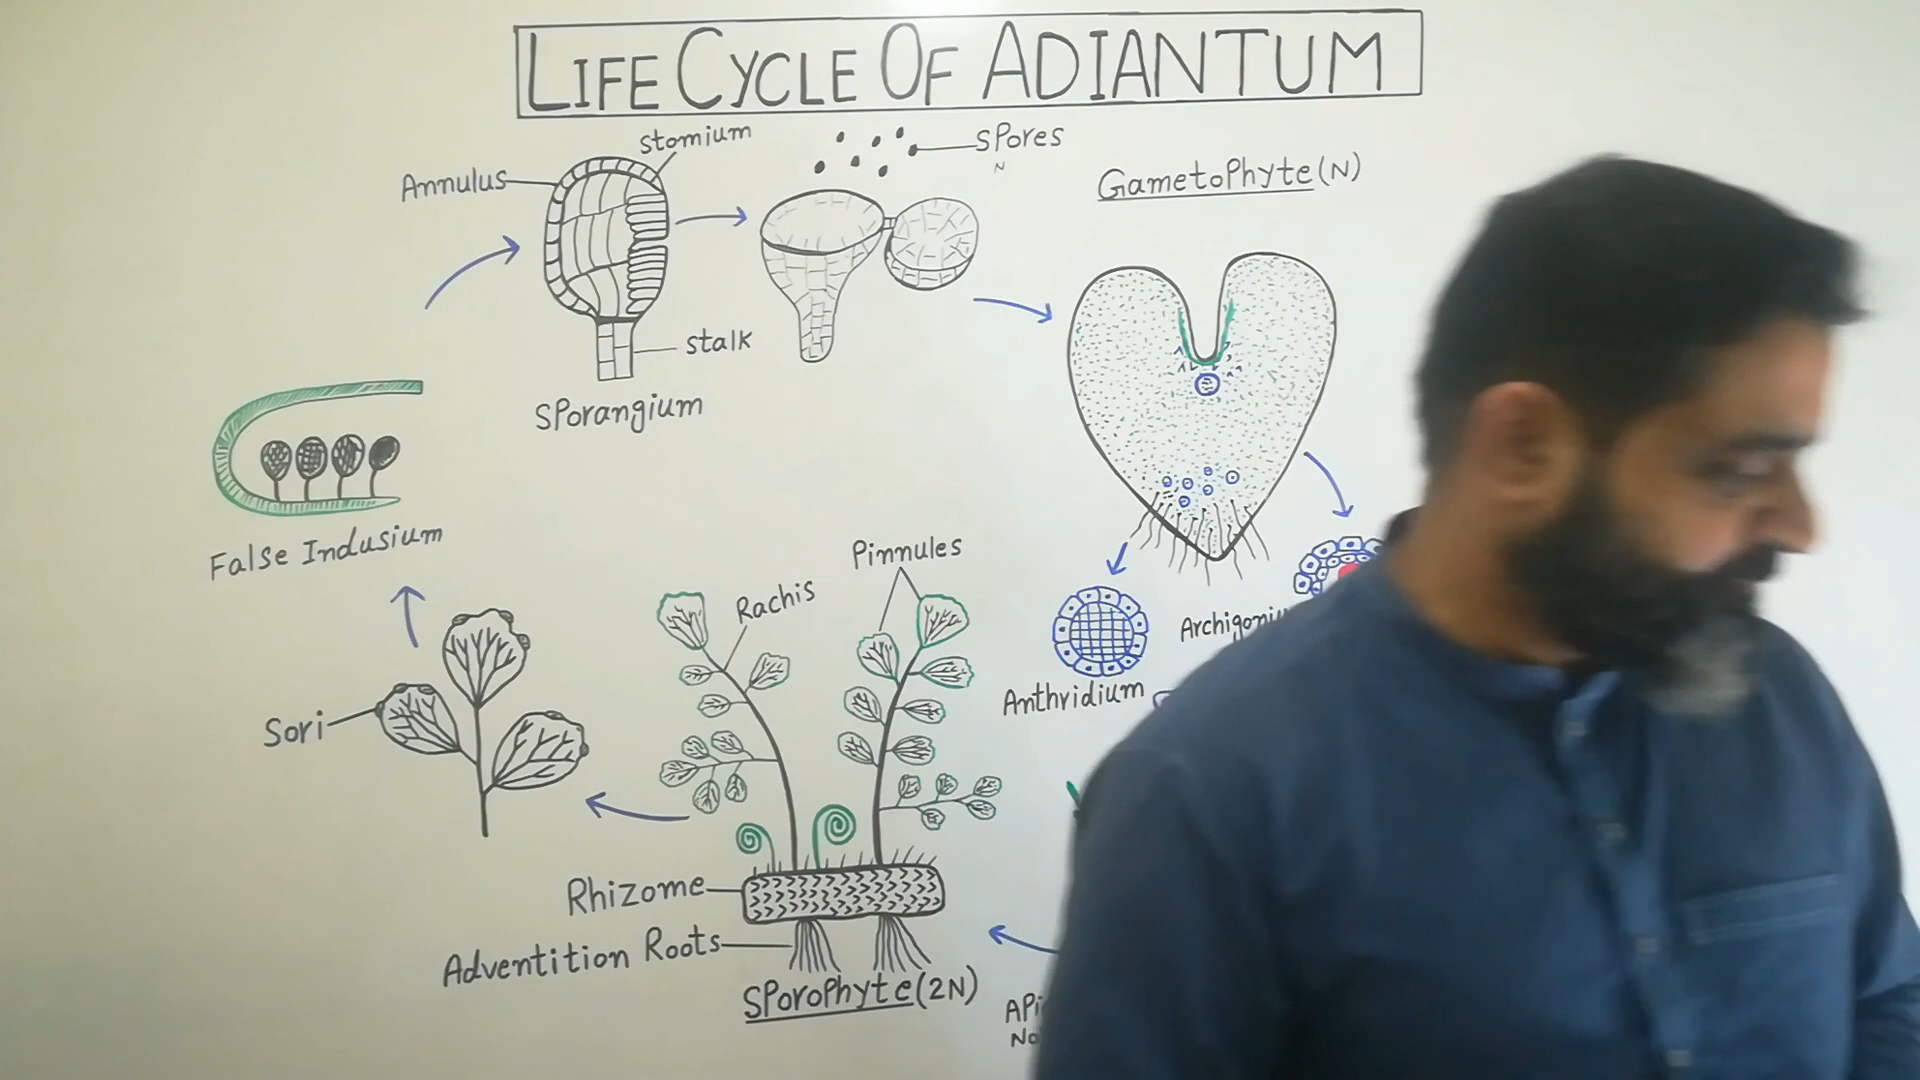 LIFE CYCLE OF ADIANTUM
Stomium
Annulus
SPores
N
GametoPhyte (N)
Stalk
SPorangium
False Indusium
Pinnules
Rachis
Sori
Anthridium
Rhizome
Adventition Roots
SPoroPhyte (2N)